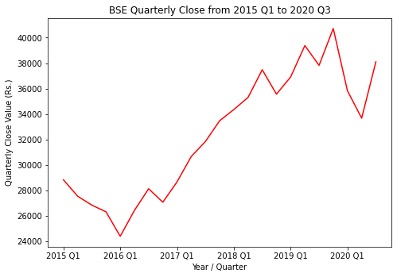 BSE Quarterly Close from 2015 Q1 to 2020 Q3
Quarterly Close Value (Rs.)
40000
38000
36000
34000
32000
30000
28000
26000
24000
2015 Q1 2016 Q1 2017 Q1 2018 Q1 2019 Q1 2020 Q1
Year / Quarter